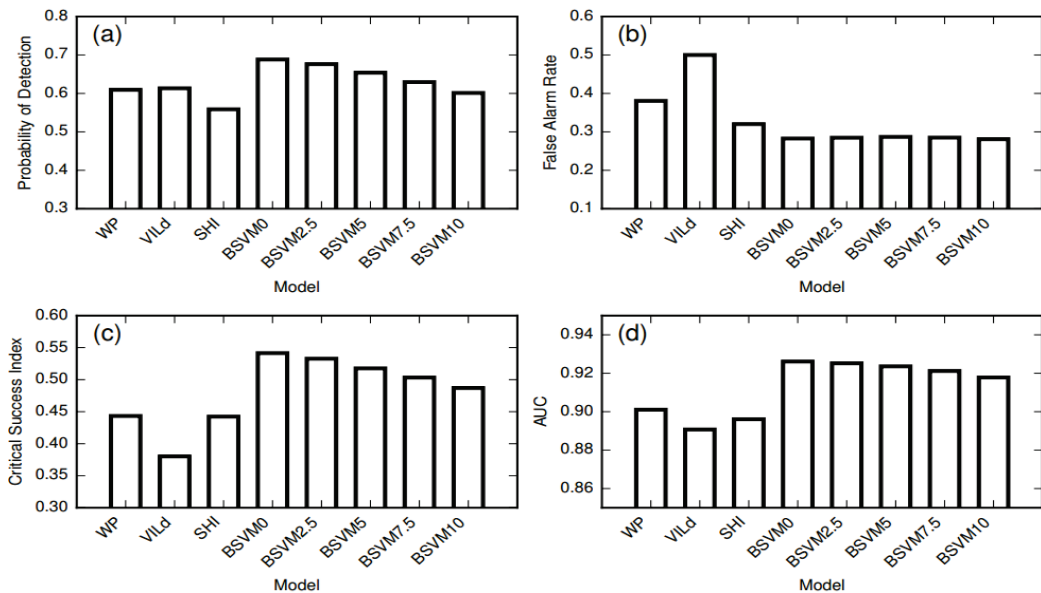 (a)
Probability of Detection
0.8
0.7
0.6
0.5
0.4
0.3
WP
VILd
SHI
BSVM0
BSVM2.5
BSVM5
BSVM7.5
BSVM10
Model
(b)
False Alarm Rate
0.6
0.5
0.4
0.3
0.2
0.1
WP
VILd
SHI
BSVM0
BSVM2.5
BSVM5
BSVM7.5
BSVM10
Model
(c)
Critical Success Index
0.60
0.55
0.50
0.45
0.40
0.35
0.30
WP
VILd
SHI
BSVM0
BSVM2.5
BSVM5
BSVM7.5
BSVM10
Model
(d)
AUC
0.94
0.92
0.90
0.88
0.86
WP
VILd
SHI
BSVM0
BSVM2.5
BSVM5
BSVM7.5
BSVM10
Model